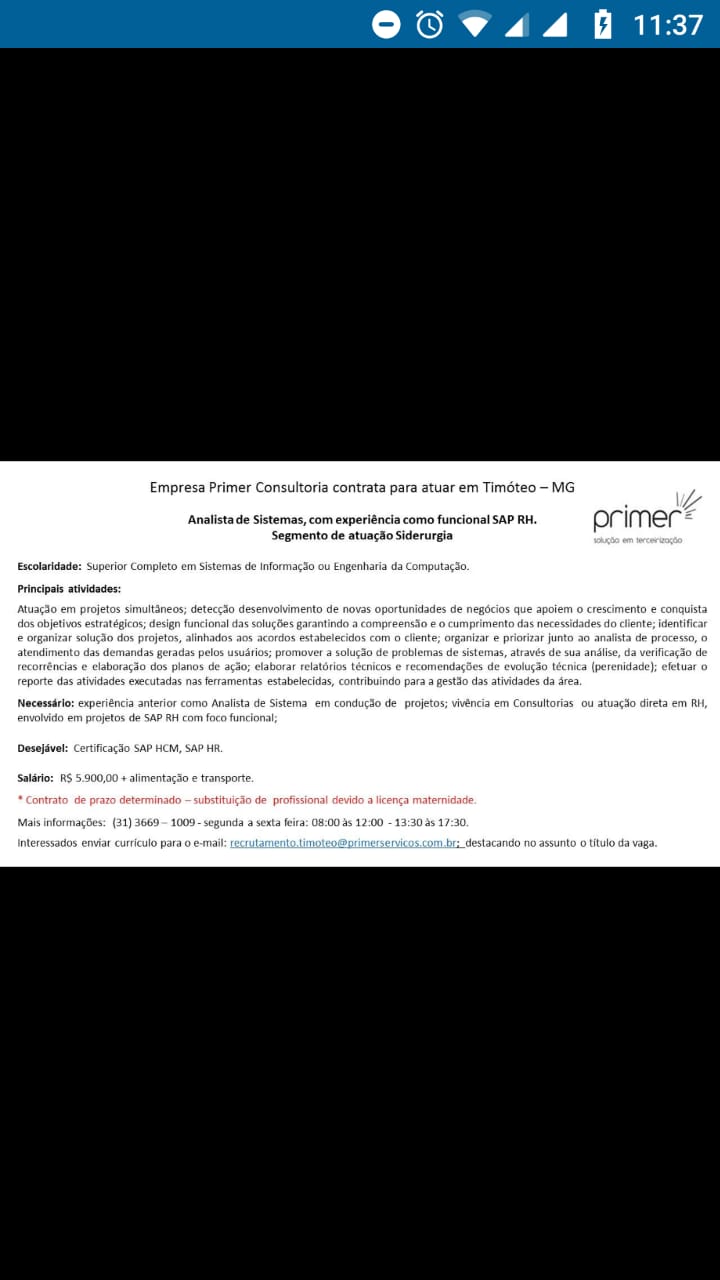 11:37
Empresa Primer Consultoria contrata para atuar em Timóteo – MG
primer
solução em terceirização
Analista de Sistemas, com experiência como funcional SAP RH.
Segmento de atuação Siderurgia
Escolaridade: Superior Completo em Sistemas de Informação ou Engenharia da Computação.
Principais atividades:
Atuação em projetos simultâneos; detecção desenvolvimento de novas oportunidades de negócios que apoiem o crescimento e conquista
dos objetivos estratégicos; design funcional das soluções garantindo a compreensão e o cumprimento das necessidades do cliente; identificar
e organizar solução dos projetos, alinhados aos acordos estabelecidos com o cliente; organizar e priorizar junto ao analista de processo, o
atendimento das demandas geradas pelos usuários; promover a solução de problemas de sistemas, através de sua análise, da verificação de
recorrências e elaboração dos planos de ação; elaborar relatórios técnicos e recomendações de evolução técnica (perenidade); efetuar o
reporte das atividades executadas nas ferramentas estabelecidas, contribuindo para a gestão das atividades da área.
Necessário: experiência anterior como Analista de Sistema em condução de projetos; vivência em Consultorias ou atuação direta em RH,
envolvido em projetos de SAP RH com foco funcional;
Desejável: Certificação SAP HCM, SAP HR.
Salário: R$ 5.900,00 + alimentação e transporte.
* Contrato de prazo determinado – substituição de profissional devido a licença maternidade.
Mais informações: (31) 3669 – 1009 - segunda a sexta feira: 08:00 às 12:00 - 13:30 às 17:30.
Interessados enviar currículo para o e-mail: recrutamento.timoteo@primerservicos.com.br; destacando no assunto o título da vaga.